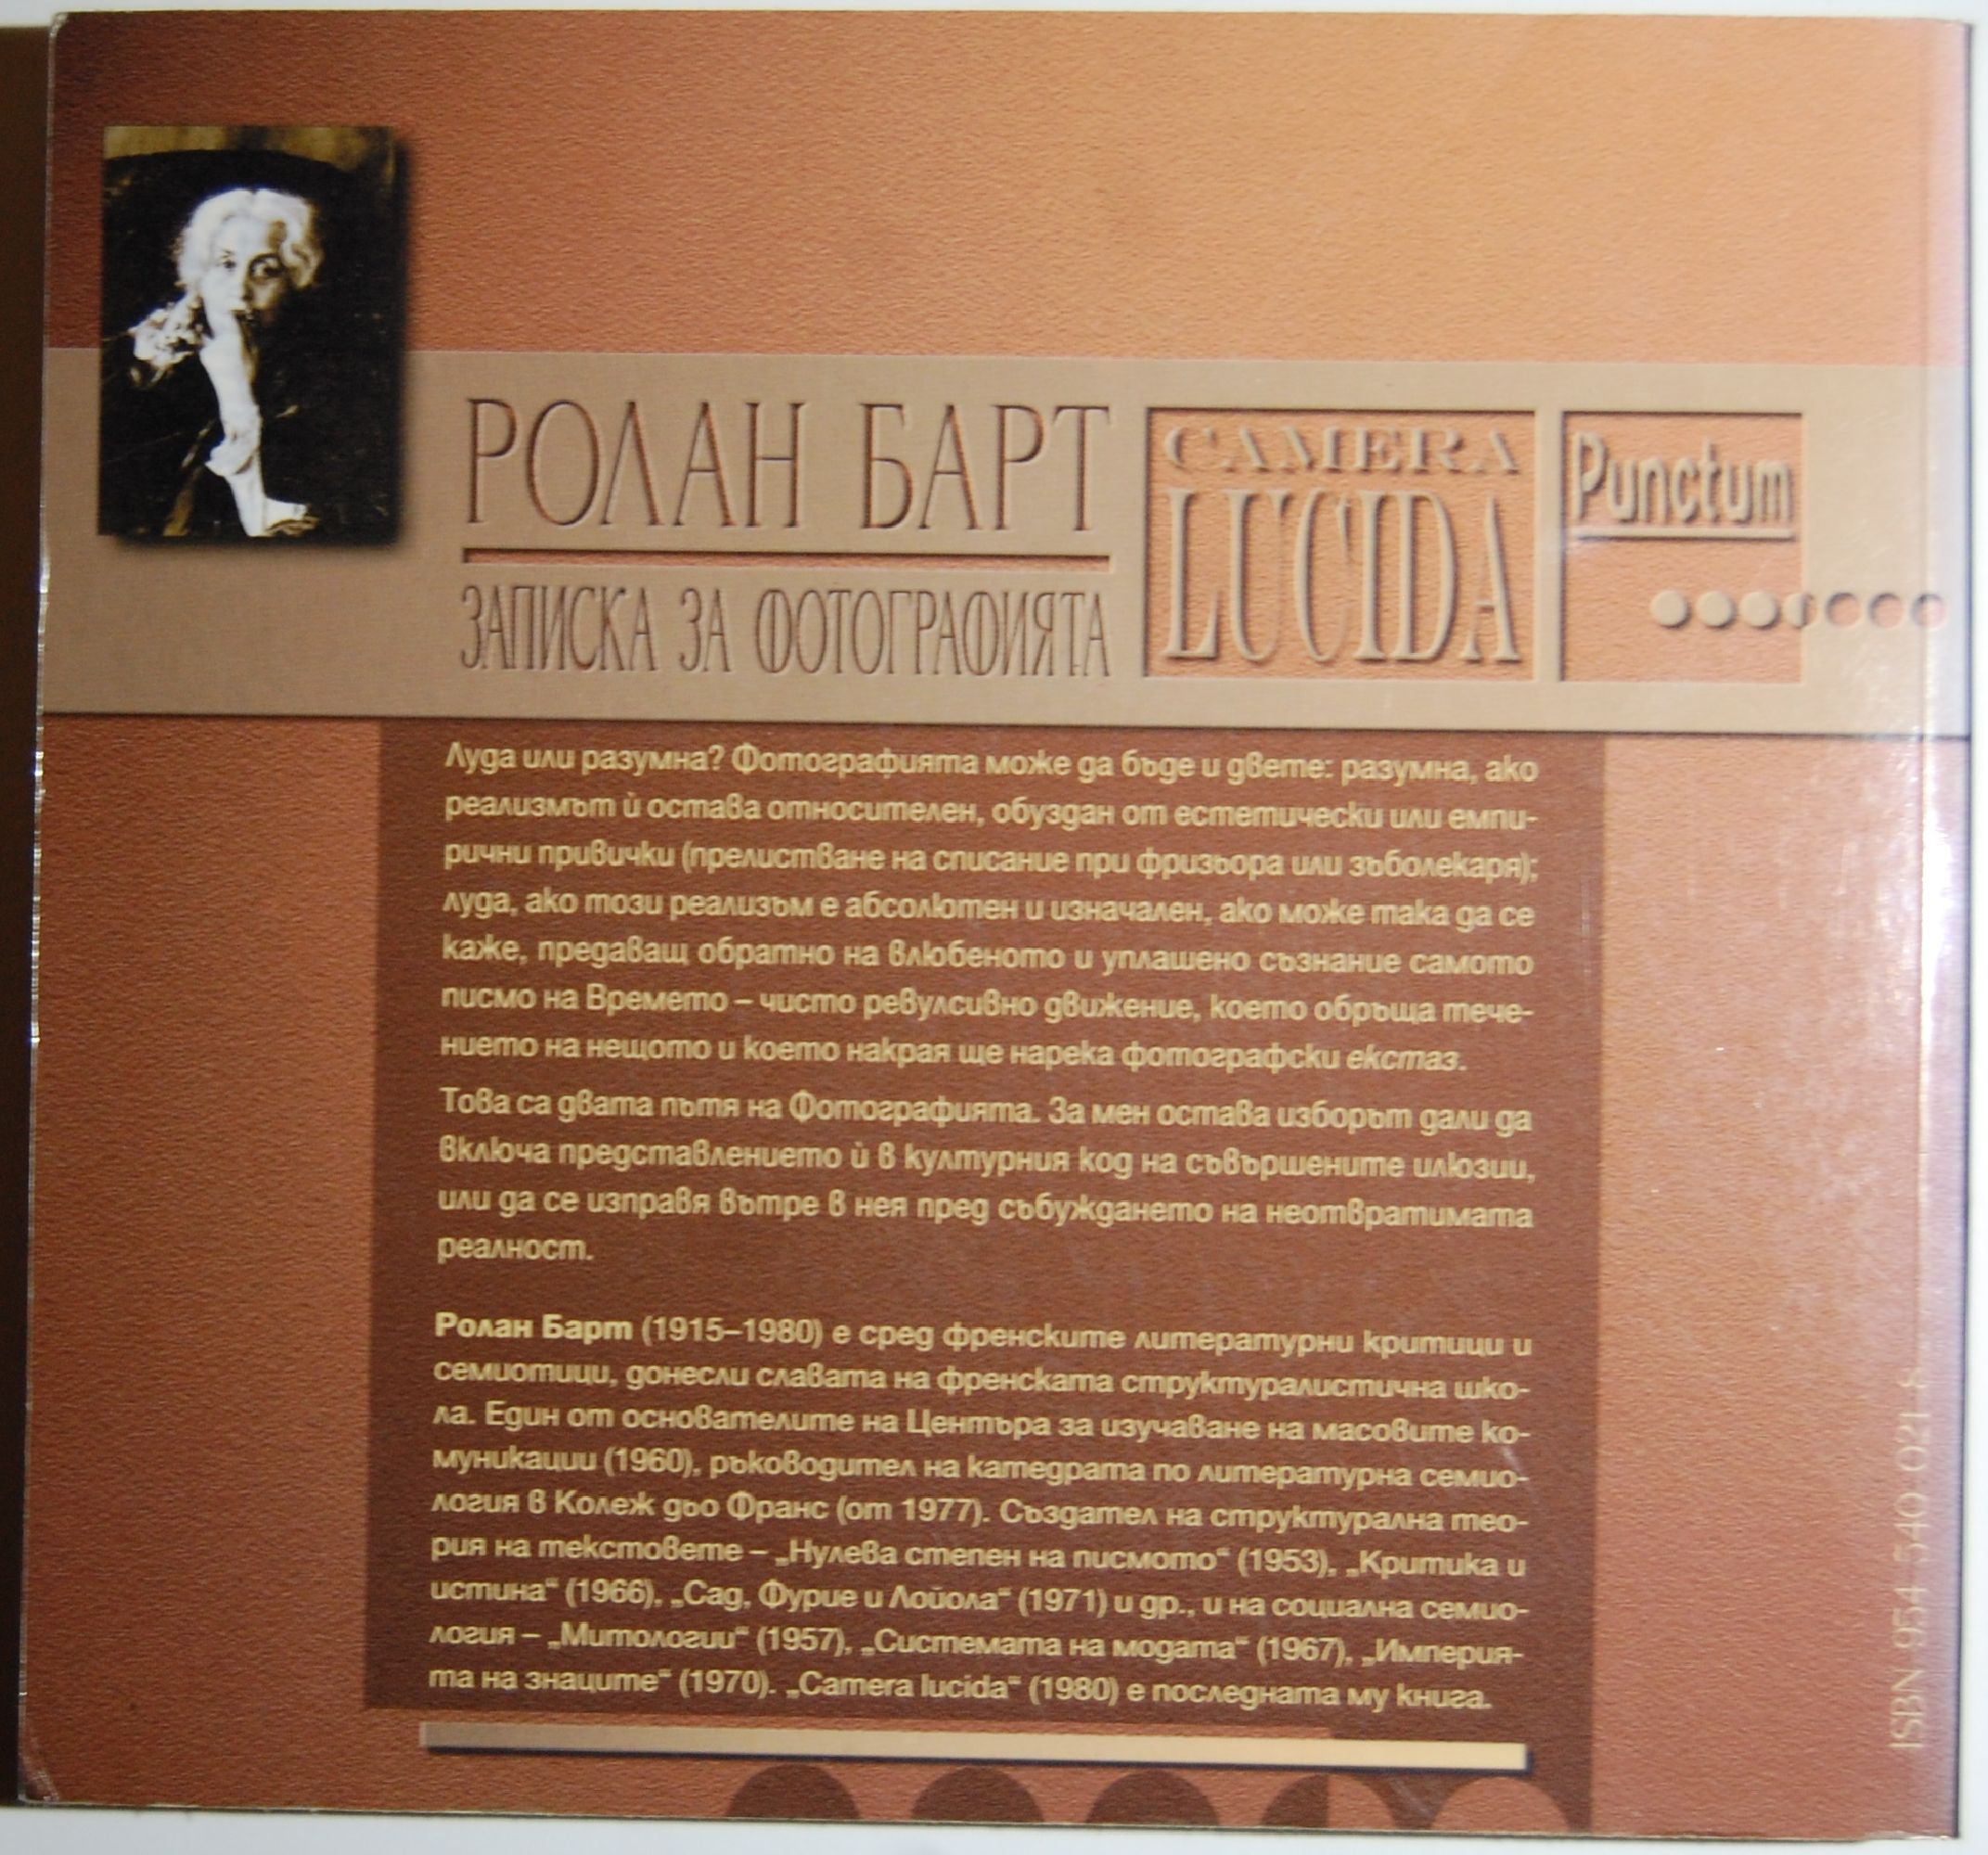 РОЛАН БАРТ
ЗАПИСКА ЗА ФОТОГРАФИЯТА
CAMERA
LUCIDA
Punctum
Луда или разумна? Фотографията може да бъде и двете: разумна, ако
реализмът ѝ остава относителен, обуздан от естетически или емпи-
рични привички (прелистване на списание при фризьора или зъболекаря);
луда, ако този реализъм е абсолютен и изначален, ако може така да се
каже, предаващ обратно на влюбеното и уплашено съзнание самото
писмо на Времето – чисто ревулсивно движение, което обръща тече-
нието на нещото и което накрая ще нарека фотографски екстаз.
Това са двата пътя на Фотографията. За мен остава изборът дали да
включа представлението ѝ в културния код на съвършените илюзии,
или да се изправя вътре в нея пред събуждането на неотвратимата
реалност.
Ролан Барт (1915–1980) е сред френските литературни критици и
семиотици, донесли славата на френската структуралистична шко-
ла. Един от основателите на Центъра за изучаване на масовите ко-
муникации (1960), ръководител на катедрата по литературна семио-
логия в Колеж дьо Франс (от 1977). Създател на структурална тео-
рия на текстовете – „Нулева степен на писмото“ (1953), „Критика и
истина“ (1966), „Сад, Фурие и Лойола“ (1971) и др., и на социална семио-
логия – „Митологии“ (1957), „Системата на модата“ (1967), „Империя-
та на знаците“ (1970). „Camera lucida“ (1980) е последната му книга.
ISBN 954 540 021 8